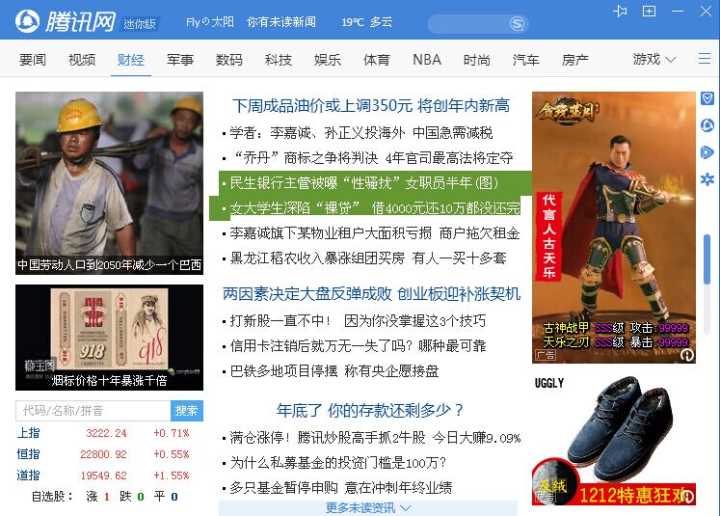 腾讯网 迷你版 Flyの太阳 你有未读新闻 19℃ 多云
要闻 视频 财经 军事 数码 科技 娱乐 体育 NBA 时尚 汽车 房产 游戏
中国劳动人口到2050年减少一个巴西
918
918
烟标价格十年暴涨千倍
代码/名称/拼音 搜索
上指 3222.24 +0.71%
恒指 22800.92 +0.55%
道指 19549.62 +1.55%
自选股: 涨 1 跌 0 平 0
下周成品油价或上调350元 将创年内新高
学者：李嘉诚、孙正义投海外 中国急需减税
“乔丹”商标之争将判决 4年官司最高法将定夺
民生银行主管被曝“性骚扰”女职员半年(图)
女大学生深陷“裸贷” 借4000元还10万都没还完
李嘉诚旗下某物业租户大面积亏损 商户拖欠租金
黑龙江稻农收入暴涨组团买房 有人一买十多套
两因素决定大盘反弹成败 创业板迎补涨契机
打新股一直不中！ 因为你没掌握这3个技巧
信用卡注销后就万无一失了吗？哪种最可靠
巴铁多地项目停摆 称有央企愿接盘
年底了 你的存款还剩多少？
满仓涨停！腾讯炒股高手抓2牛股 今日大赚9.09%
为什么私募基金的投资门槛是100万？
多只基金暂停申购 意在冲刺年终业绩
更多未读资讯
贪玩蓝月
代言人古天乐
古神战甲 SSS级 攻击:99999
天乐之刃 SSS级 暴击:99999
广告
UGGLY
1212特惠狂欢
广告